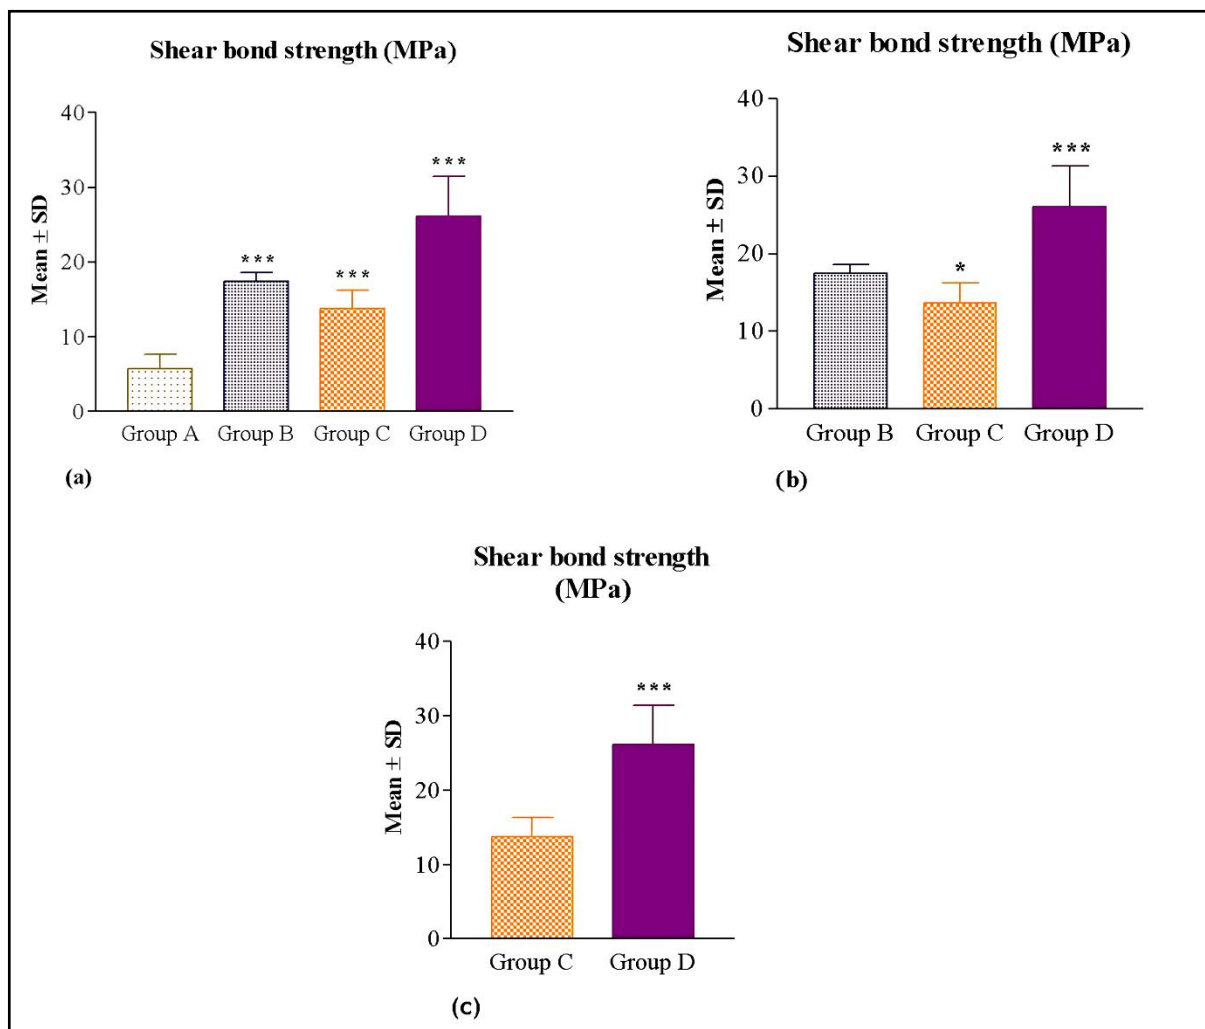 Shear bond strength (MPa)
Mean ± SD
40
30
20
10
0
***
***
***
Group A Group B Group C Group D
(a)
Shear bond strength (MPa)
Mean ± SD
40
30
20
10
0
*
***
Group B Group C Group D
(b)
Shear bond strength
(MPa)
Mean ± SD
40
30
20
10
0
***
Group C Group D
(c)